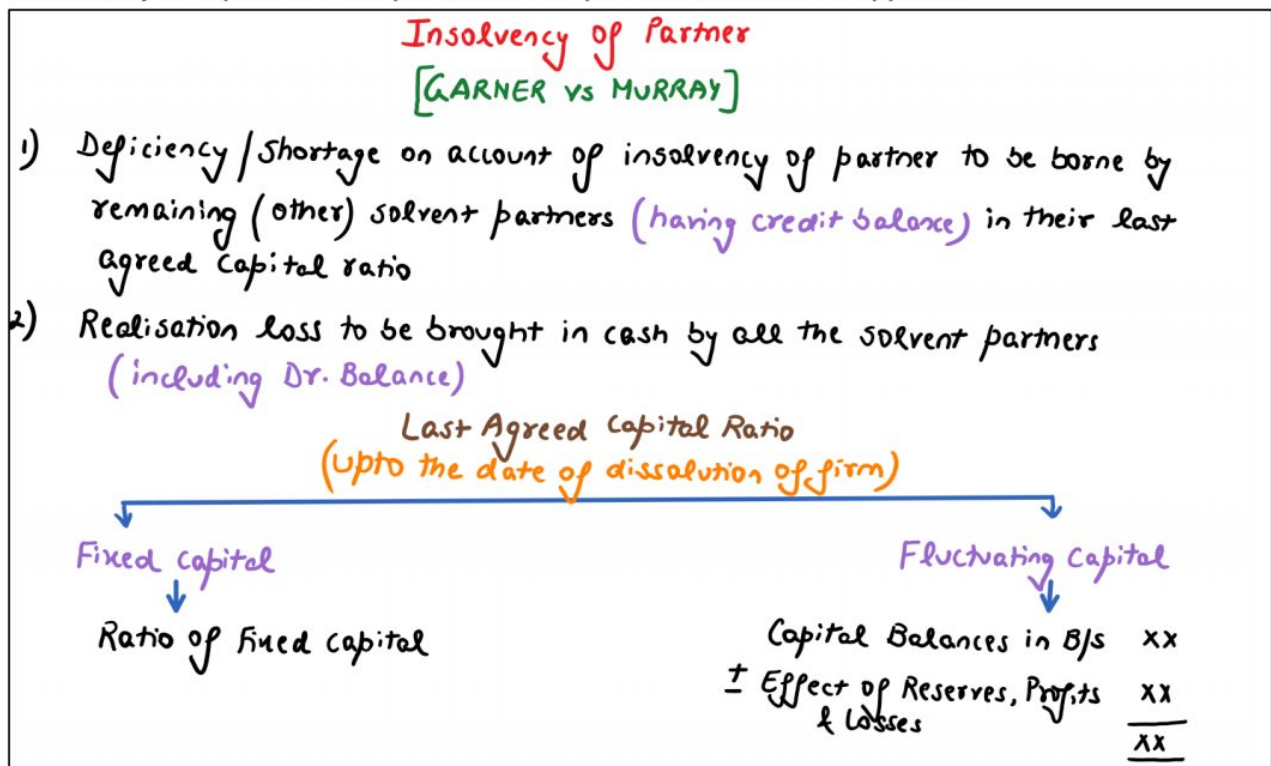 Insolvency of Partner
[GARNER vs MURRAY]
1) Deficiency / Shortage on account of insolvency of partner to be borne by
remaining (other) solvent partners (having credit balance) in their last
agreed capital ratio
2) Realisation loss to be brought in cash by all the solvent partners
(including Dr. Balance)
Last Agreed Capital Ratio
(upto the date of dissolution of firm)
Fixed Capital
Fluctuating Capital
Ratio of Fixed capital
Capital Balances in B/s xx
± Effect of Reserves, Profits xx
& Losses
xx